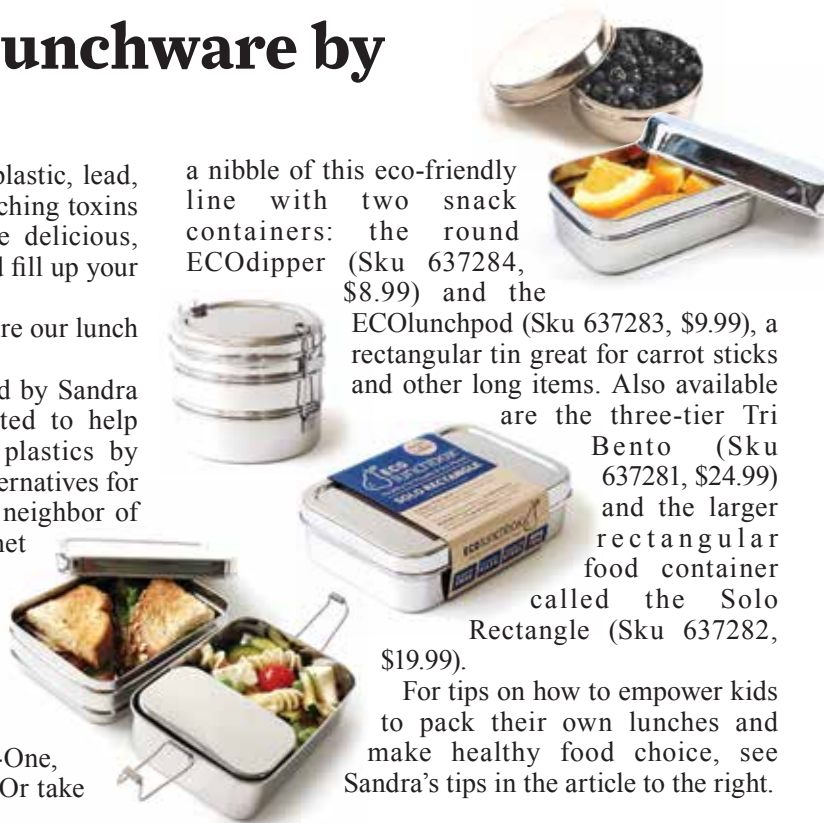 unchware by
plastic, lead,
ching toxins
e delicious,
l fill up your
re our lunch
d by Sandra
ted to help
plastics by
ernatives for
neighbor of
net
-One,
Or take
a nibble of this eco-friendly
line with two snack
containers: the round
ECOdipper (Sku 637284,
$8.99) and the
ECOlunchpod (Sku 637283, $9.99), a
rectangular tin great for carrot sticks
and other long items. Also available
are the three-tier Tri
Bento (Sku
637281, $24.99)
and the larger
rectangular
food container
called the Solo
Rectangle (Sku 637282,
$19.99).
For tips on how to empower kids
to pack their own lunches and
make healthy food choice, see
Sandra's tips in the article to the right.
ECO
lunchbox
SOLO RECTANGLE
ECOlunchbox